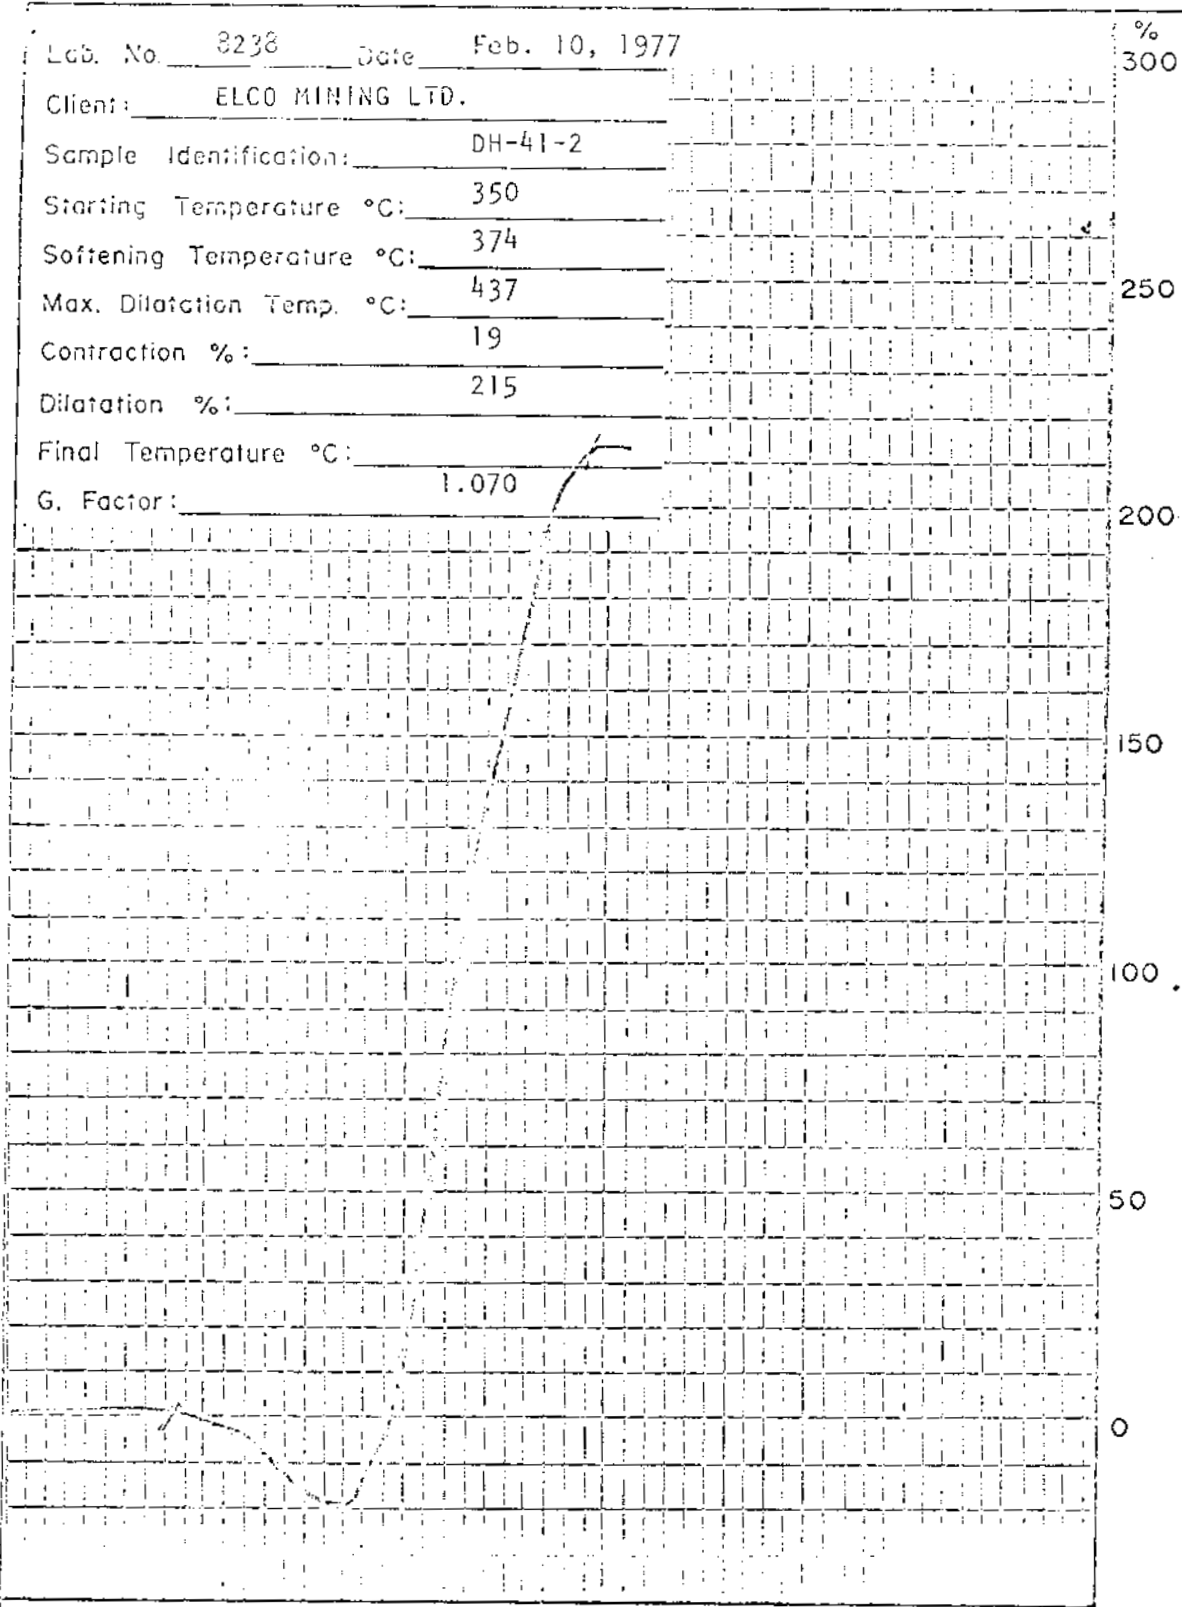 Lab. No. 8238 Date Feb. 10, 1977
Client: ELCO MINING LTD.
Sample Identification: DH-41-2
Starting Temperature °C: 350
Softening Temperature °C: 374
Max. Dilatation Temp. °C: 437
Contraction %: 19
Dilatation %: 215
Final Temperature °C:
G. Factor: 1.070
%
300
250
200
150
100
50
0